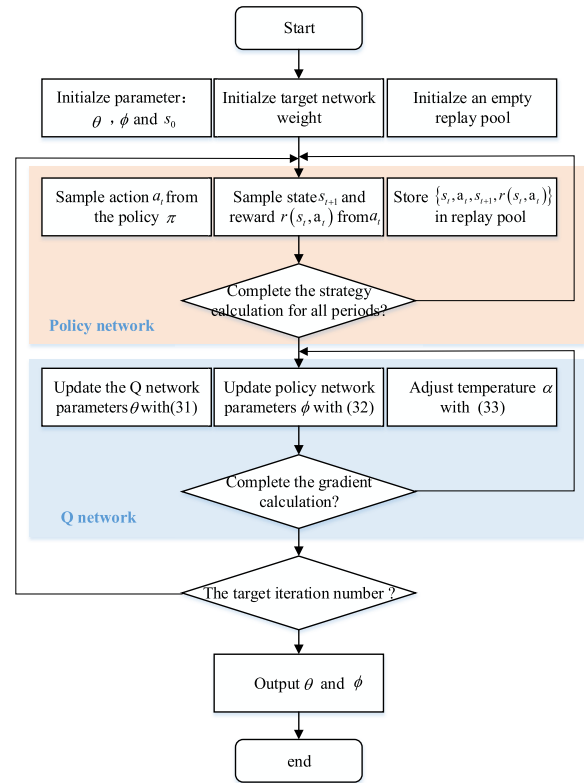 Start
Initialze parameter：
θ , ϕ and s₀
Initialze target network
weight
Initialize an empty
replay pool
Sample action aₜ from
the policy π
Sample state sₜ₊₁ and
reward r(sₜ,aₜ) from aₜ
Store {sₜ,aₜ,sₜ₊₁,r(sₜ,aₜ)}
in replay pool
Complete the strategy
calculation for all periods?
Policy network
Update the Q network
parameters θ with(31)
Update policy network
parameters ϕ with (32)
Adjust temperature α
with (33)
Complete the gradient
calculation?
Q network
The target iteration number ?
Output θ and ϕ
end